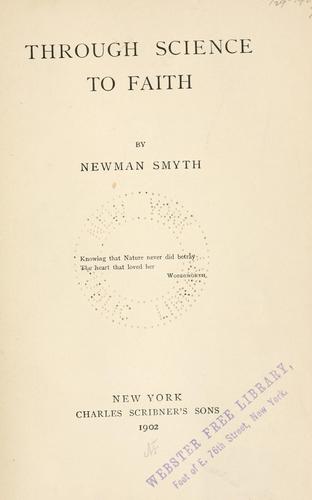 THROUGH SCIENCE
TO FAITH
BY
NEWMAN SMYTH
Knowing that Nature never did betray
The heart that loved her
WORDSWORTH.
NEW YORK
CHARLES SCRIBNER'S SONS
1902
WEBSTER FREE LIBRARY,
Foot of E. 76th Street, New York.